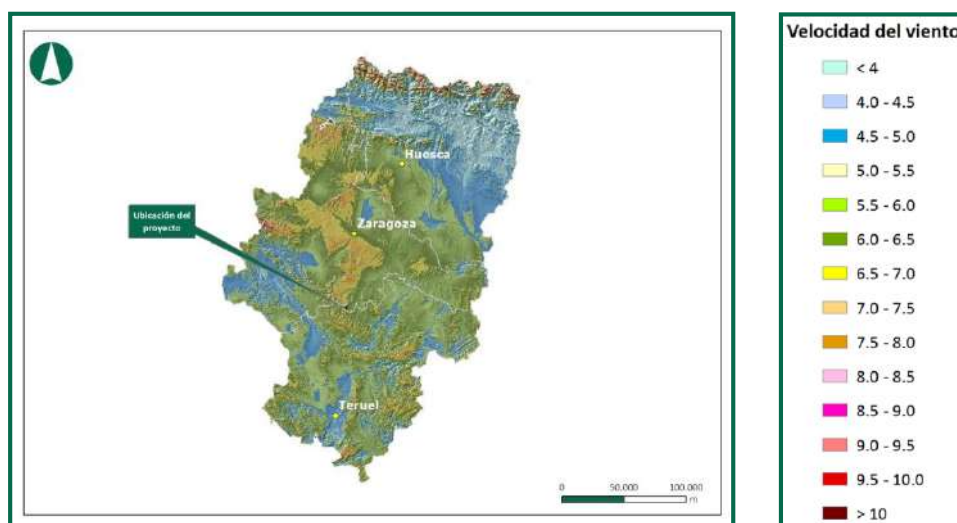 Huesca
Zaragoza
Ubicación del
proyecto
Teruel
0 50.000 100.000
m
Velocidad del viento
< 4
4.0 - 4.5
4.5 - 5.0
5.0 - 5.5
5.5 - 6.0
6.0 - 6.5
6.5 - 7.0
7.0 - 7.5
7.5 - 8.0
8.0 - 8.5
8.5 - 9.0
9.0 - 9.5
9.5 - 10.0
> 10